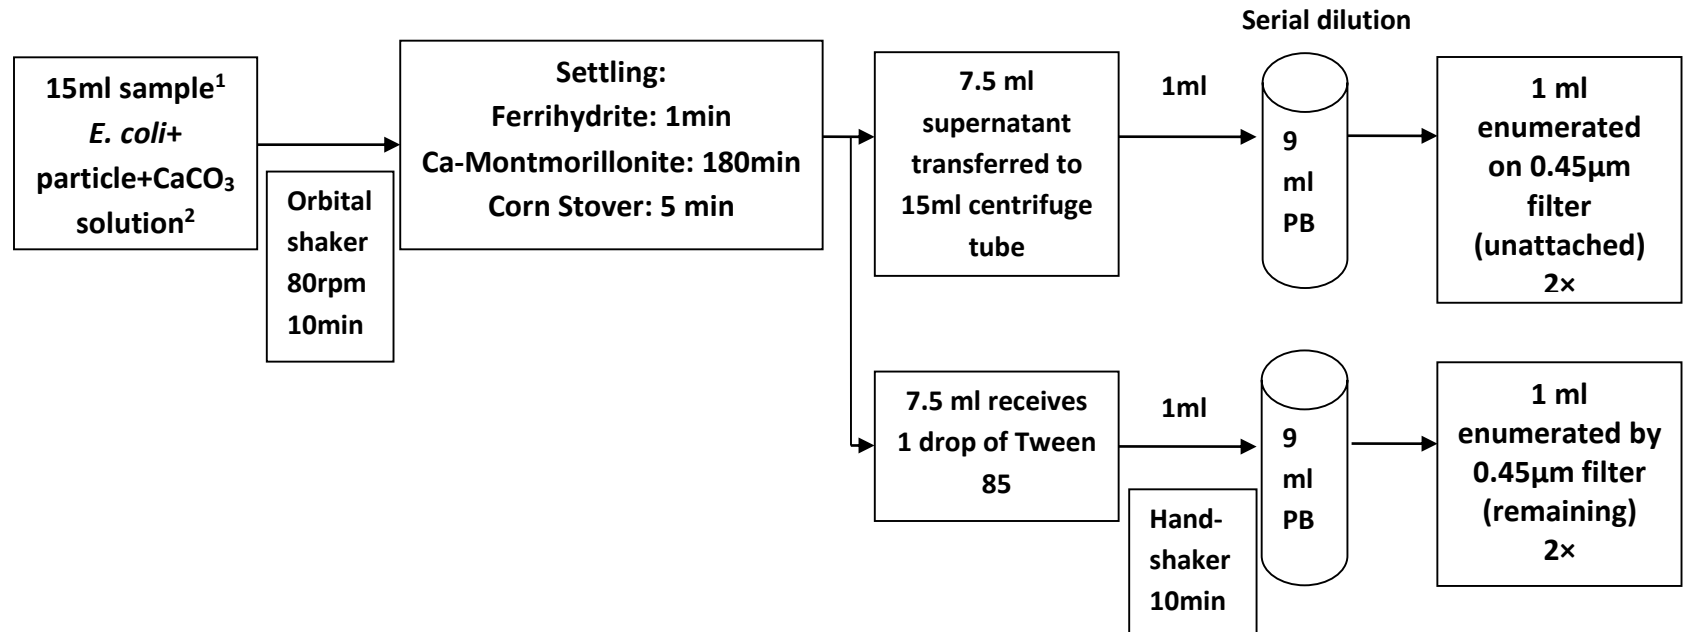 Serial dilution
15ml sample¹
E. coli+
particle+CaCO₃
solution²
Orbital
shaker
80rpm
10min
Settling:
Ferrihydrite: 1min
Ca-Montmorillonite: 180min
Corn Stover: 5 min
7.5 ml
supernatant
transferred to
15ml centrifuge
tube
1ml
9
ml
PB
1 ml
enumerated
on 0.45µm
filter
(unattached)
2×
7.5 ml receives
1 drop of Tween
85
1ml
Hand-
shaker
10min
9
ml
PB
1 ml
enumerated by
0.45µm filter
(remaining)
2×